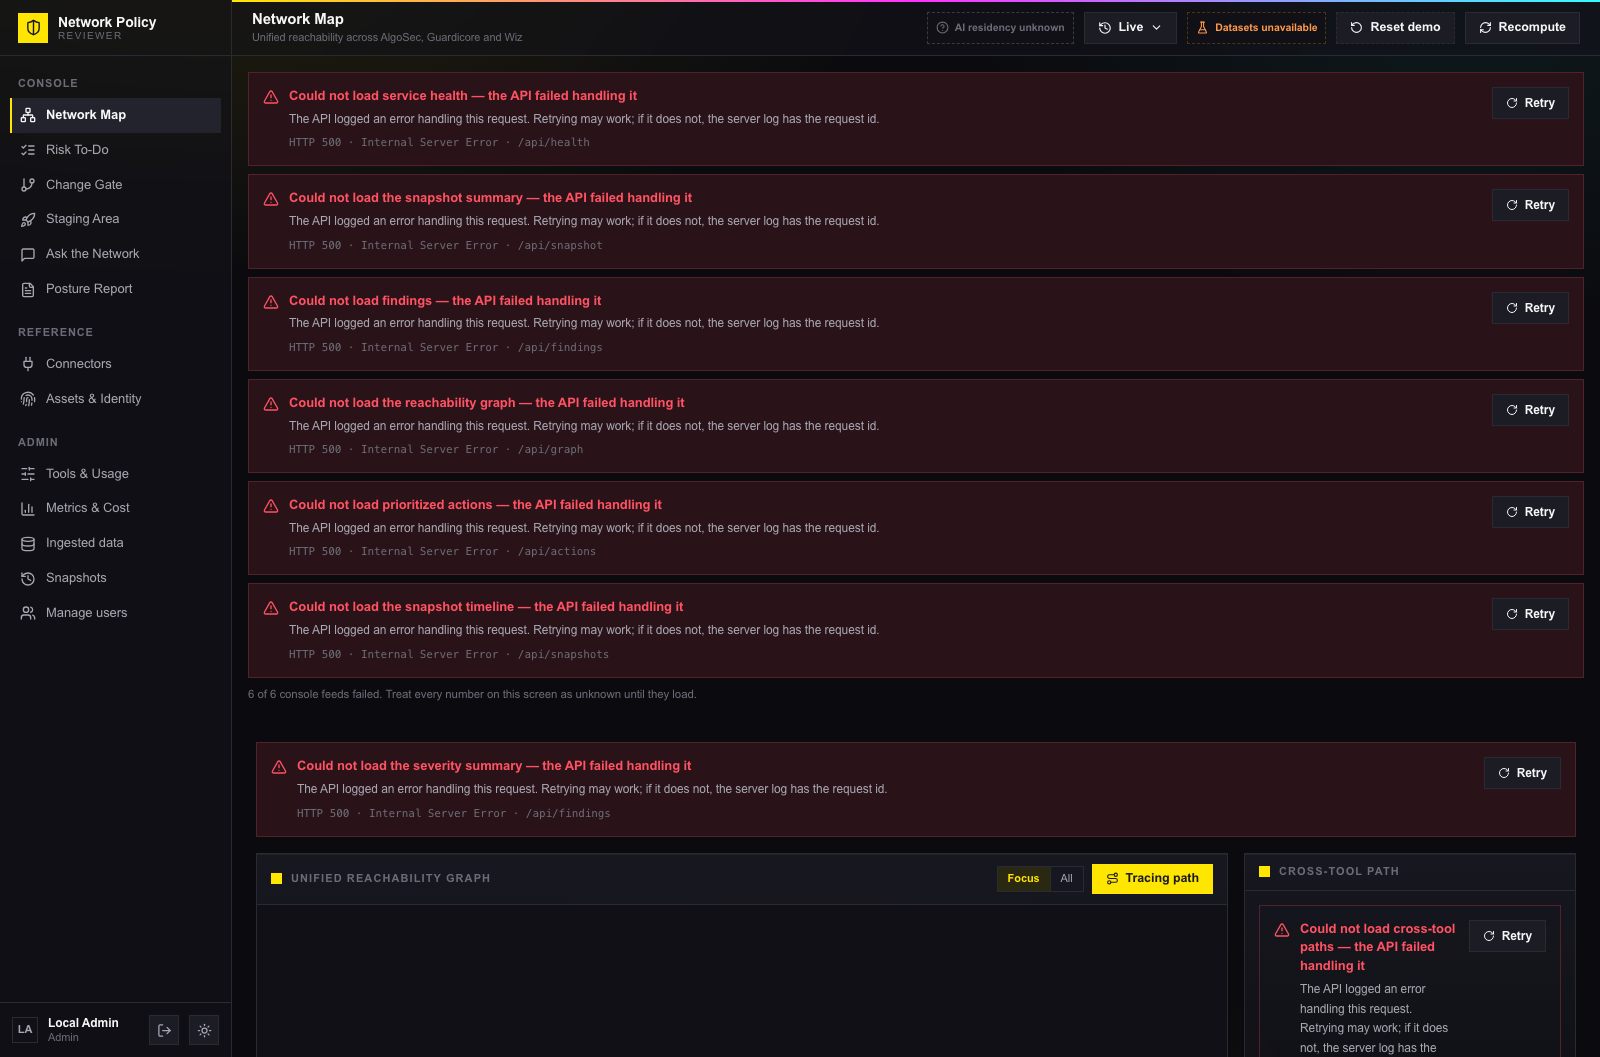 Network Policy
REVIEWER
CONSOLE
Network Map
Risk To-Do
Change Gate
Staging Area
Ask the Network
Posture Report
REFERENCE
Connectors
Assets & Identity
ADMIN
Tools & Usage
Metrics & Cost
Ingested data
Snapshots
Manage users
LA
Local Admin
Admin
Network Map
Unified reachability across AlgoSec, Guardicore and Wiz
AI residency unknown
Live
Datasets unavailable
Reset demo
Recompute
Could not load service health — the API failed handling it
The API logged an error handling this request. Retrying may work; if it does not, the server log has the request id.
HTTP 500 · Internal Server Error · /api/health
Retry
Could not load the snapshot summary — the API failed handling it
The API logged an error handling this request. Retrying may work; if it does not, the server log has the request id.
HTTP 500 · Internal Server Error · /api/snapshot
Retry
Could not load findings — the API failed handling it
The API logged an error handling this request. Retrying may work; if it does not, the server log has the request id.
HTTP 500 · Internal Server Error · /api/findings
Retry
Could not load the reachability graph — the API failed handling it
The API logged an error handling this request. Retrying may work; if it does not, the server log has the request id.
HTTP 500 · Internal Server Error · /api/graph
Retry
Could not load prioritized actions — the API failed handling it
The API logged an error handling this request. Retrying may work; if it does not, the server log has the request id.
HTTP 500 · Internal Server Error · /api/actions
Retry
Could not load the snapshot timeline — the API failed handling it
The API logged an error handling this request. Retrying may work; if it does not, the server log has the request id.
HTTP 500 · Internal Server Error · /api/snapshots
Retry
6 of 6 console feeds failed. Treat every number on this screen as unknown until they load.
Could not load the severity summary — the API failed handling it
The API logged an error handling this request. Retrying may work; if it does not, the server log has the request id.
HTTP 500 · Internal Server Error · /api/findings
Retry
UNIFIED REACHABILITY GRAPH
Focus
All
Tracing path
CROSS-TOOL PATH
Could not load cross-tool
paths — the API failed
handling it
Retry
The API logged an error
handling this request.
Retrying may work; if it does
not, the server log has the